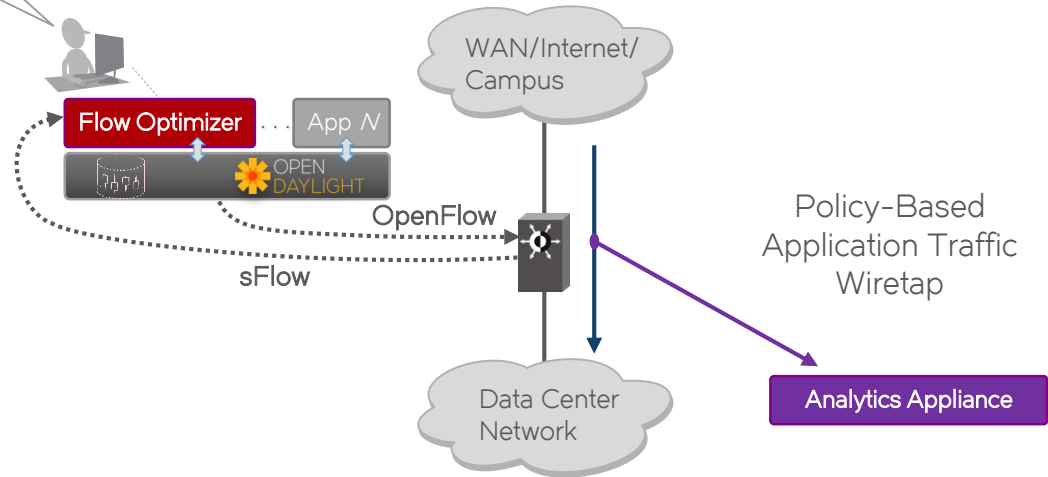 WAN/Internet/
Campus
Flow Optimizer
. . .
App N
OPEN
DAYLIGHT
OpenFlow
sFlow
Policy-Based
Application Traffic
Wiretap
Data Center
Network
Analytics Appliance